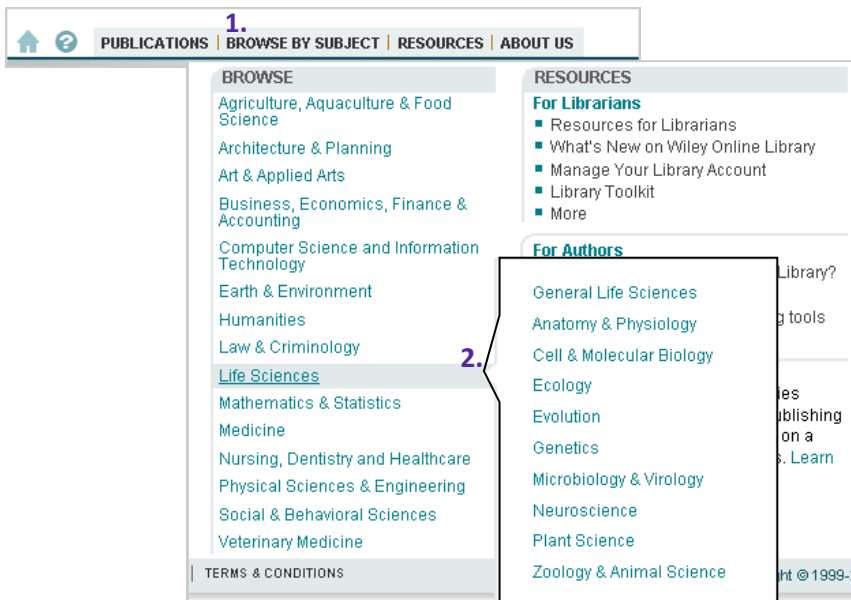 1.
PUBLICATIONS | BROWSE BY SUBJECT | RESOURCES | ABOUT US
BROWSE
Agriculture, Aquaculture & Food
Science
Architecture & Planning
Art & Applied Arts
Business, Economics, Finance &
Accounting
Computer Science and Information
Technology
Earth & Environment
Humanities
Law & Criminology
Life Sciences
Mathematics & Statistics
Medicine
Nursing, Dentistry and Healthcare
Physical Sciences & Engineering
Social & Behavioral Sciences
Veterinary Medicine
RESOURCES
For Librarians
Resources for Librarians
What's New on Wiley Online Library
Manage Your Library Account
Library Toolkit
More
For Authors
Library?
tools
on a
Learn
2.
General Life Sciences
Anatomy & Physiology
Cell & Molecular Biology
Ecology
Evolution
Genetics
Microbiology & Virology
Neuroscience
Plant Science
Zoology & Animal Science
TERMS & CONDITIONS
© 1999-